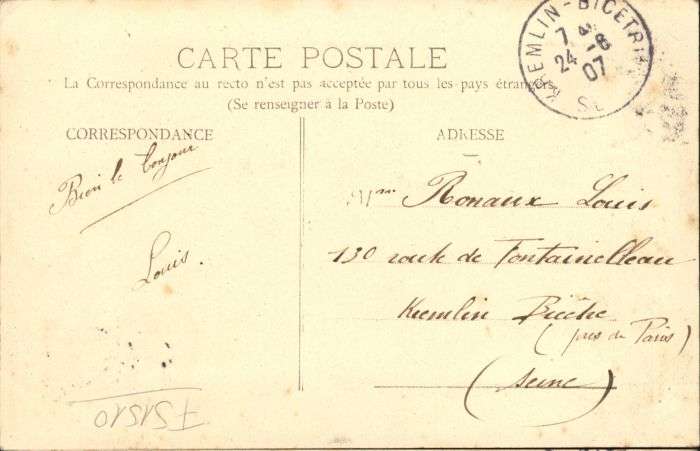 CARTE POSTALE
La Correspondance au recto n'est pas acceptée par tous les pays étrangers
(Se renseigner à la Poste)
KREMLIN-BICETRE
7
24 -8
07
CORRESPONDANCE
ADRESSE
Bien le bonjour
Louis.
Mme Ronaux Louis
130 route de Fontainebleau
Kremlin Bicêtre
(près de Paris)
(Seine)